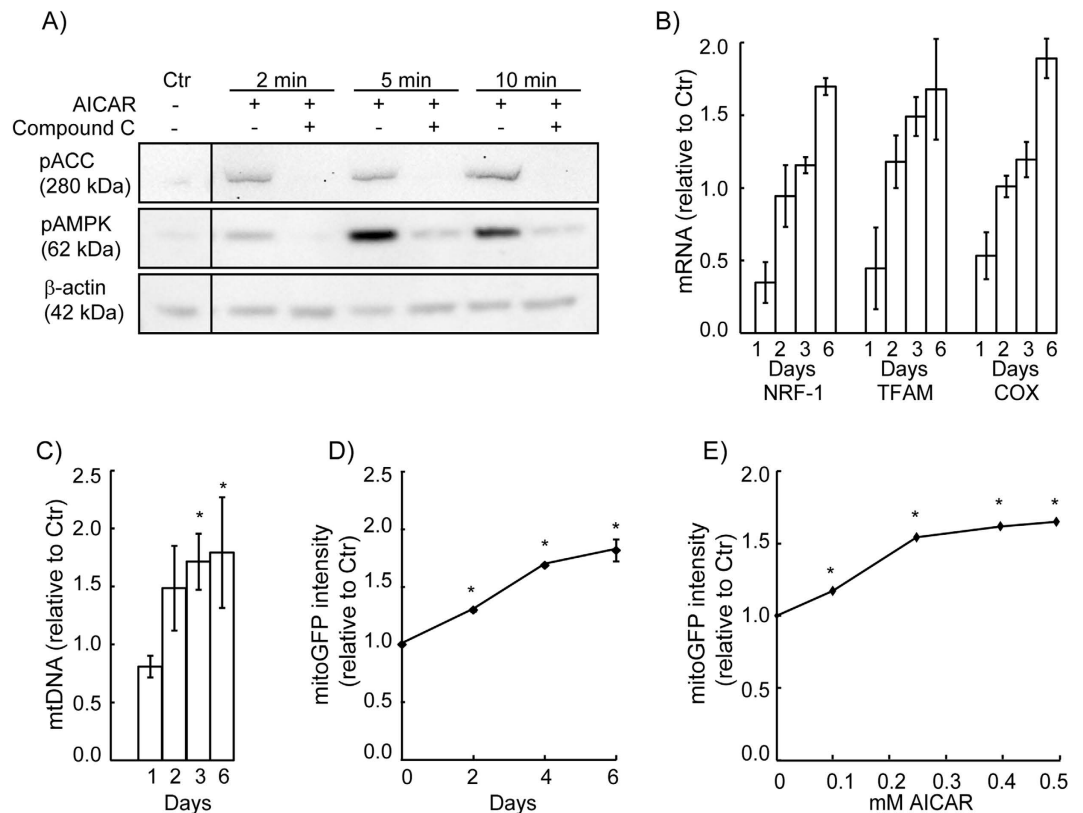 A)
Ctr 2 min 5 min 10 min
AICAR - + + + + + +
Compound C - - + - + - +
pACC
(280 kDa)
pAMPK
(62 kDa)
β-actin
(42 kDa)
B)
mRNA (relative to Ctr)
2.0
1.5
1.0
0.5
0.0
1 2 3 6 1 2 3 6 1 2 3 6
Days Days Days
NRF-1 TFAM COX
C)
mtDNA (relative to Ctr)
2.5
2.0
1.5
1.0
0.5
0.0
* *
1 2 3 6
Days
D)
mitoGFP intensity
(relative to Ctr)
2.5
2.0
1.5
1.0
0.5
0.0
* * *
0 2 4 6
Days
E)
mitoGFP intensity
(relative to Ctr)
2.0
1.5
1.0
0.5
0.0
* * * *
0 0.1 0.2 0.3 0.4 0.5
mM AICAR